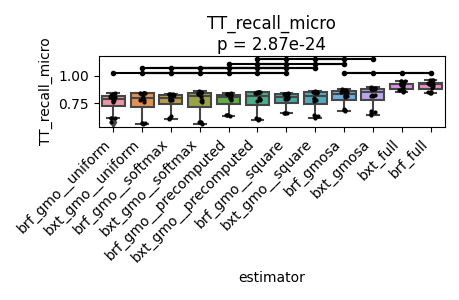 TT_recall_micro
p = 2.87e-24
TT_recall_micro
1.00
0.75
brf_gmo__uniform
bxt_gmo__uniform
brf_gmo__softmax
bxt_gmo__softmax
brf_gmo__precomputed
bxt_gmo__precomputed
brf_gmo__square
bxt_gmo__square
brf_gmosa
bxt_gmosa
bxt_full
brf_full
estimator